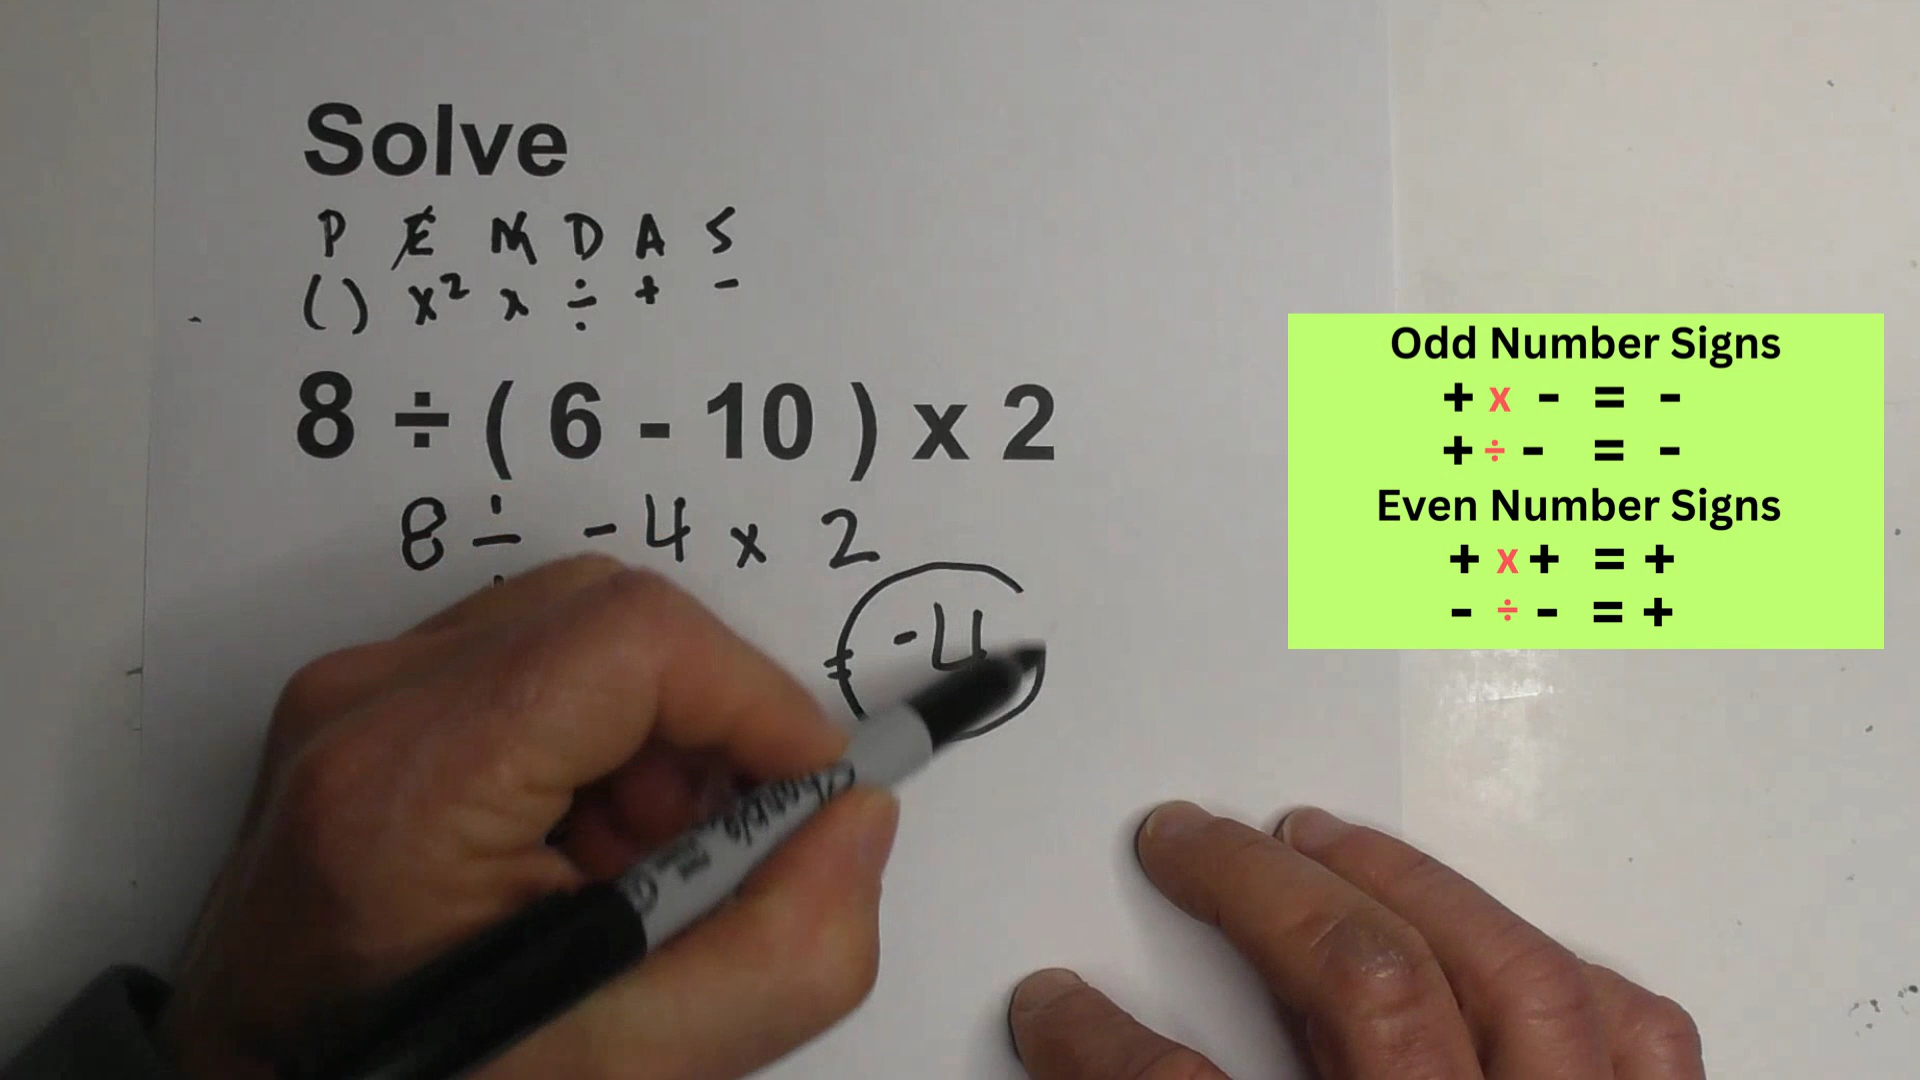 Solve
P E M D A S
( ) x² x ÷ + -
8 ÷ ( 6 - 10 ) x 2
8 ÷ - 4 x 2
= -4
Odd Number Signs
+ x - = -
+ ÷ - = -
Even Number Signs
+ x + = +
- ÷ - = +